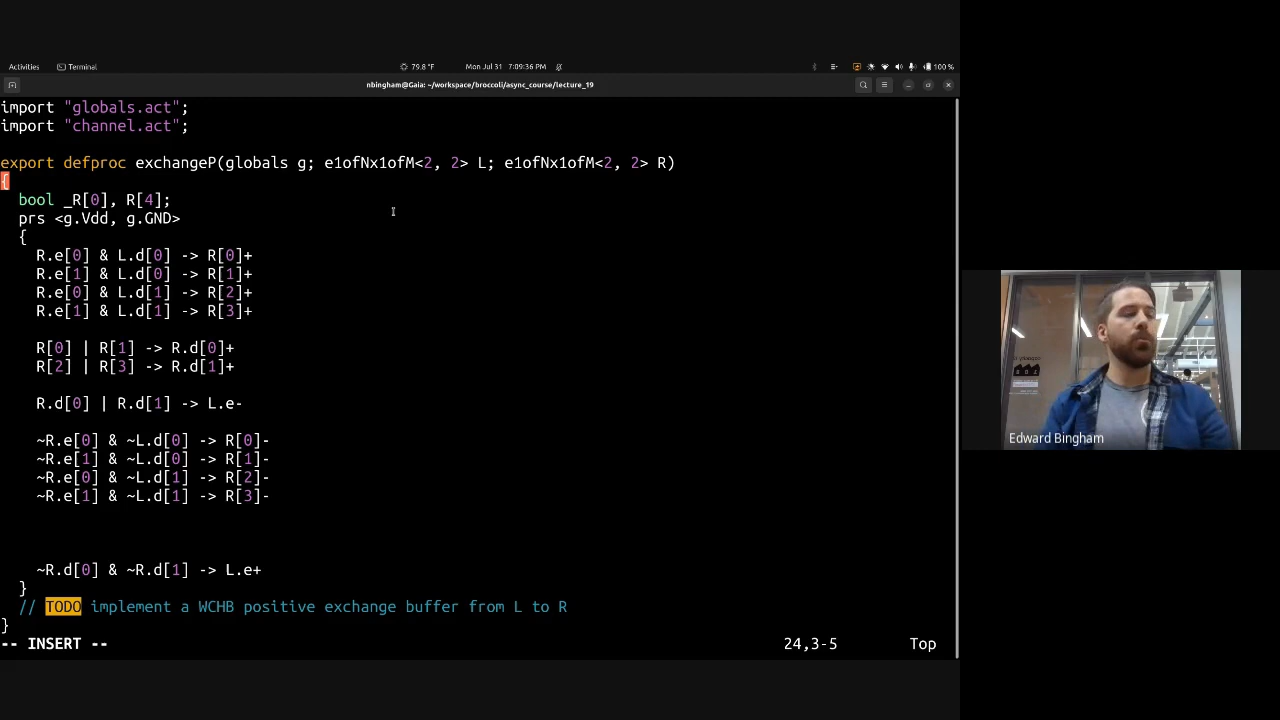 Activities Terminal 79.8 °F Mon Jul 31 7:09:36 PM 100 %
nbingham@Gaia: ~/workspace/broccoli/async_course/lecture_19
import "globals.act";
import "channel.act";
export defproc exchangeP(globals g; e1ofNx1ofM<2, 2> L; e1ofNx1ofM<2, 2> R)
{
bool _R[0], R[4];
prs <g.Vdd, g.GND>
{
R.e[0] & L.d[0] -> R[0]+
R.e[1] & L.d[0] -> R[1]+
R.e[0] & L.d[1] -> R[2]+
R.e[1] & L.d[1] -> R[3]+
R[0] | R[1] -> R.d[0]+
R[2] | R[3] -> R.d[1]+
R.d[0] | R.d[1] -> L.e-
~R.e[0] & ~L.d[0] -> R[0]-
~R.e[1] & ~L.d[0] -> R[1]-
~R.e[0] & ~L.d[1] -> R[2]-
~R.e[1] & ~L.d[1] -> R[3]-
~R.d[0] & ~R.d[1] -> L.e+
}
// TODO implement a WCHB positive exchange buffer from L to R
}
-- INSERT -- 24,3-5 Top
Edward Bingham